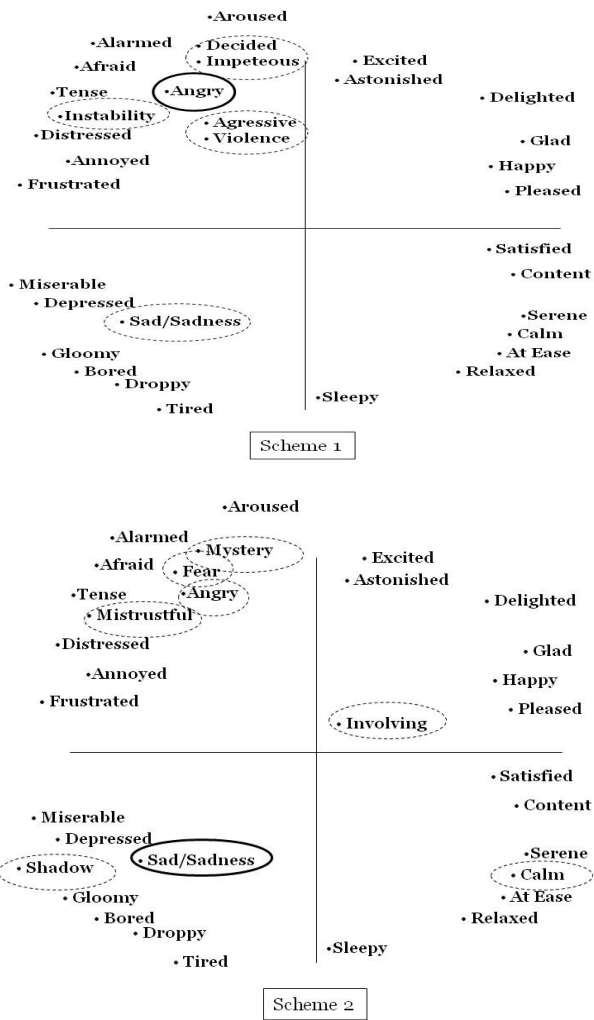 •Aroused
•Alarmed
•Decided
•Impeteous
•Afraid
•Excited
•Astonished
•Tense
•Angry
•Delighted
•Instability
•Agressive
•Distressed
•Violence
•Glad
•Annoyed
•Happy
•Frustrated
•Pleased
•Satisfied
•Content
•Miserable
•Depressed
•Sad/Sadness
•Serene
•Calm
•Gloomy
•At Ease
•Bored
•Relaxed
•Droppy
•Sleepy
•Tired
Scheme 1
•Aroused
•Alarmed
•Mystery
•Afraid
•Excited
•Fear
•Astonished
•Tense
•Angry
•Delighted
•Mistrustful
•Distressed
•Glad
•Annoyed
•Happy
•Frustrated
•Pleased
•Involving
•Satisfied
•Content
•Miserable
•Depressed
•Sad/Sadness
•Serene
•Shadow
•Calm
•Gloomy
•At Ease
•Bored
•Relaxed
•Droppy
•Sleepy
•Tired
Scheme 2